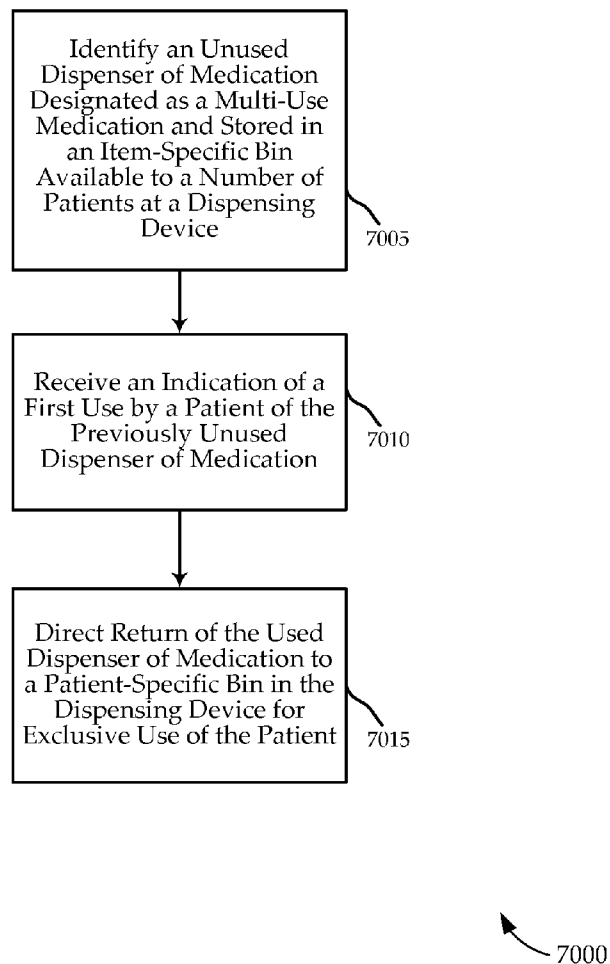 Identify an Unused
Dispenser of Medication
Designated as a Multi-Use
Medication and Stored in
an Item-Specific Bin
Available to a Number of
Patients at a Dispensing
Device
7005
Receive an Indication of a
First Use by a Patient of the
Previously Unused
Dispenser of Medication
7010
Direct Return of the Used
Dispenser of Medication to
a Patient-Specific Bin in the
Dispensing Device for
Exclusive Use of the Patient
7015
7000